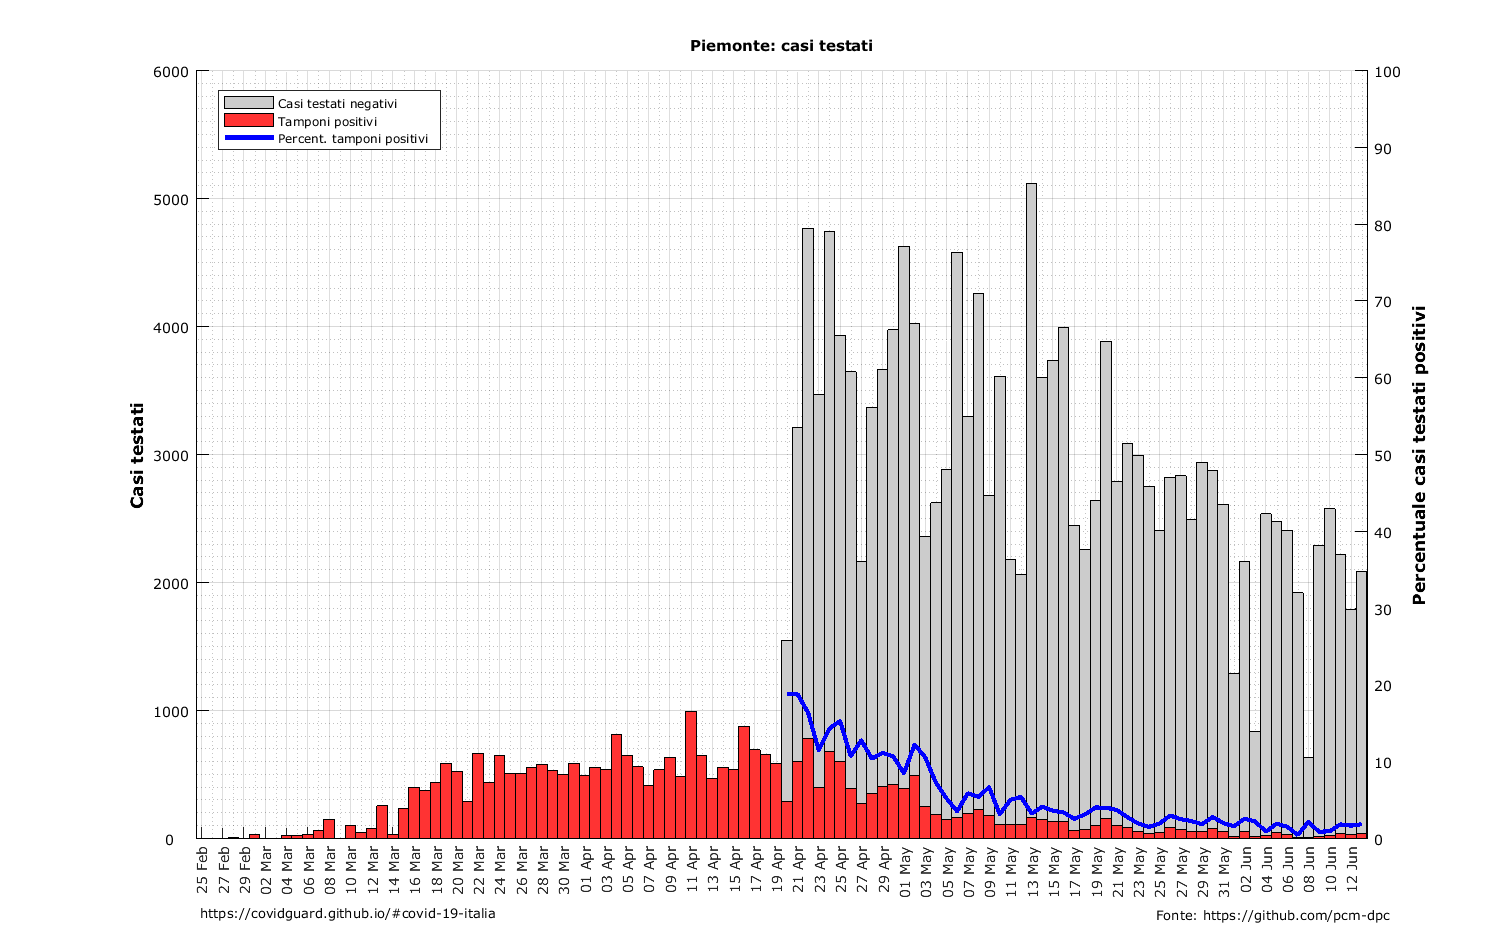 Piemonte: casi testati
6000
5000
4000
3000
2000
1000
0
100
90
80
70
60
50
40
30
20
10
0
Casi testati negativi
Tamponi positivi
Percent. tamponi positivi
Casi testati
Percentuale casi testati positivi
25 Feb
27 Feb
29 Feb
02 Mar
04 Mar
06 Mar
08 Mar
10 Mar
12 Mar
14 Mar
16 Mar
18 Mar
20 Mar
22 Mar
24 Mar
26 Mar
28 Mar
30 Mar
01 Apr
03 Apr
05 Apr
07 Apr
09 Apr
11 Apr
13 Apr
15 Apr
17 Apr
19 Apr
21 Apr
23 Apr
25 Apr
27 Apr
29 Apr
01 May
03 May
05 May
07 May
09 May
11 May
13 May
15 May
17 May
19 May
21 May
23 May
25 May
27 May
29 May
31 May
02 Jun
04 Jun
06 Jun
08 Jun
10 Jun
12 Jun
https://covidguard.github.io/#covid-19-italia
Fonte: https://github.com/pcm-dpc